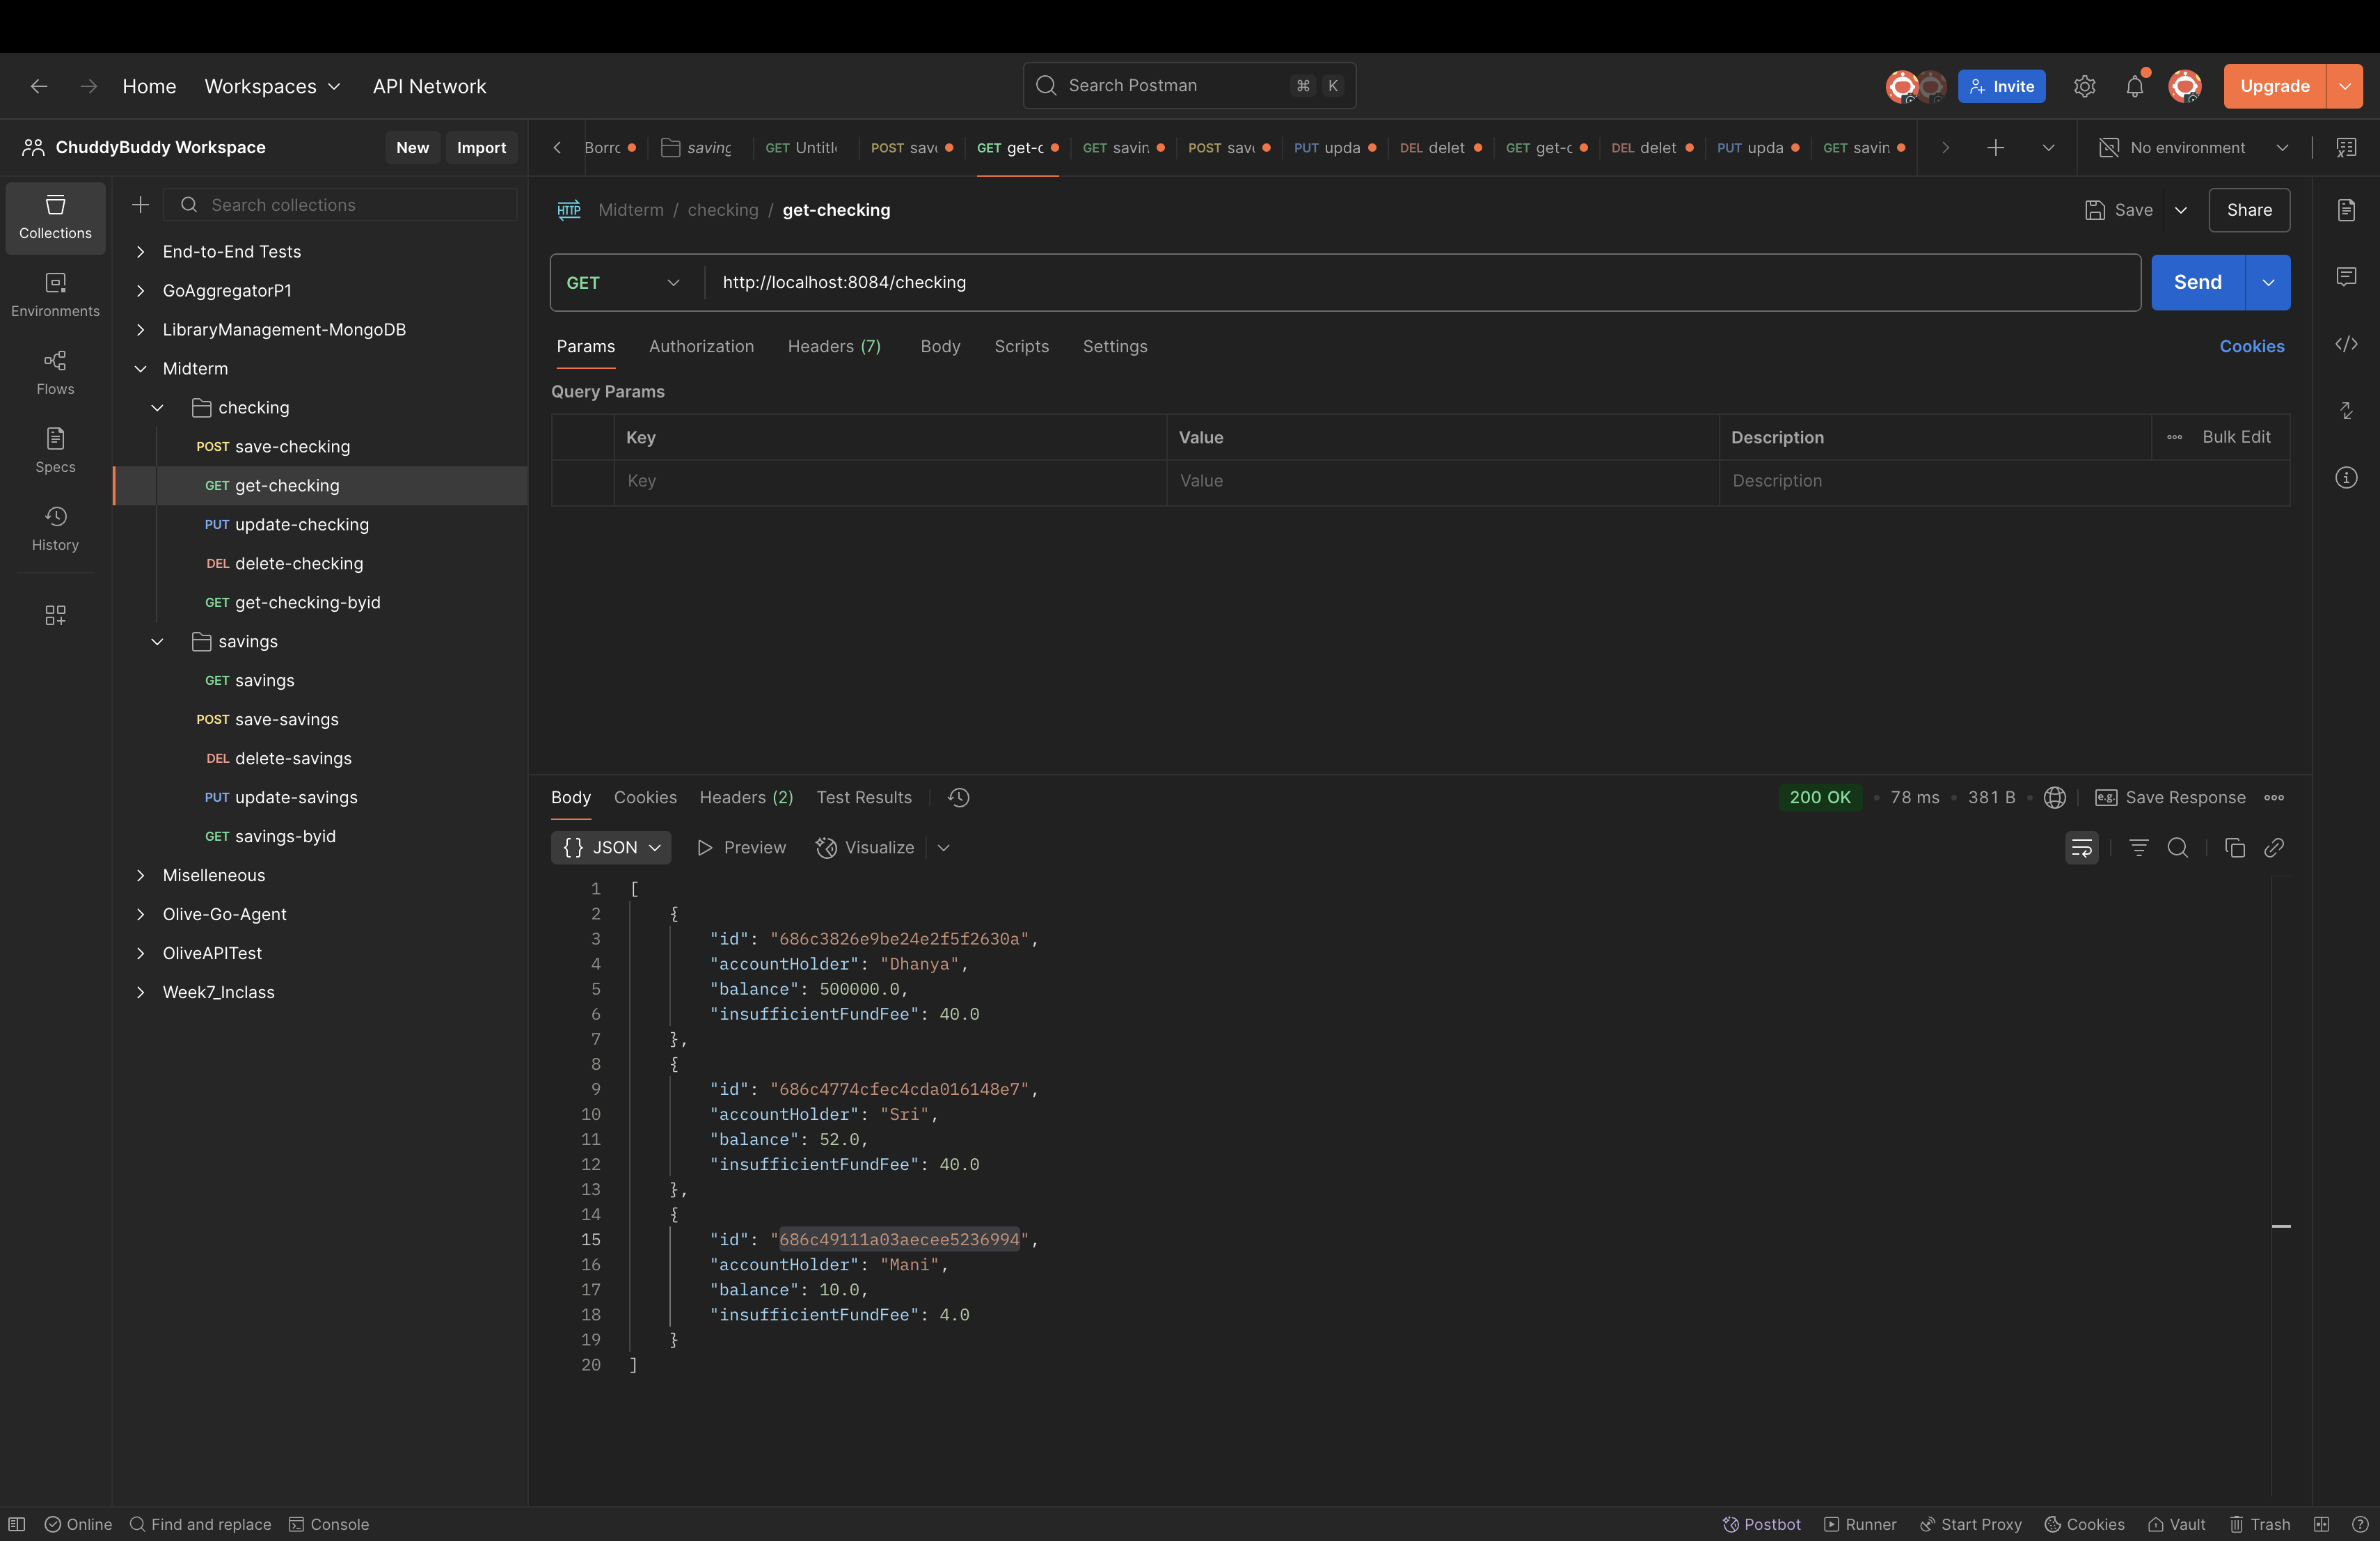 Home Workspaces API Network Search Postman ⌘ K Invite Upgrade
ChuddyBuddy Workspace New Import Borrc saving GET Untitl POST sav GET get-c GET savin POST sav PUT upda DEL delet GET get-c DEL delet PUT upda GET savin No environment
Search collections
Collections
Environments
Flows
Specs
History
End-to-End Tests
GoAggregatorP1
LibraryManagement-MongoDB
Midterm
checking
POST save-checking
GET get-checking
PUT update-checking
DEL delete-checking
GET get-checking-byid
savings
GET savings
POST save-savings
DEL delete-savings
PUT update-savings
GET savings-byid
Miselleneous
Olive-Go-Agent
OliveAPITest
Week7_Inclass
HTTP Midterm / checking / get-checking Save Share
GET http://localhost:8084/checking Send
Params Authorization Headers (7) Body Scripts Settings Cookies
Query Params
Key Value Description Bulk Edit
Key Value Description
Body Cookies Headers (2) Test Results 200 OK 78 ms 381 B e.g. Save Response
{} JSON Preview Visualize
1 [
2 {
3 "id": "686c3826e9be24e2f5f2630a",
4 "accountHolder": "Dhanya",
5 "balance": 500000.0,
6 "insufficientFundFee": 40.0
7 },
8 {
9 "id": "686c4774cfec4cda016148e7",
10 "accountHolder": "Sri",
11 "balance": 52.0,
12 "insufficientFundFee": 40.0
13 },
14 {
15 "id": "686c49111a03aecee5236994",
16 "accountHolder": "Mani",
17 "balance": 10.0,
18 "insufficientFundFee": 4.0
19 }
20 ]
Online Find and replace Console Postbot Runner Start Proxy Cookies Vault Trash